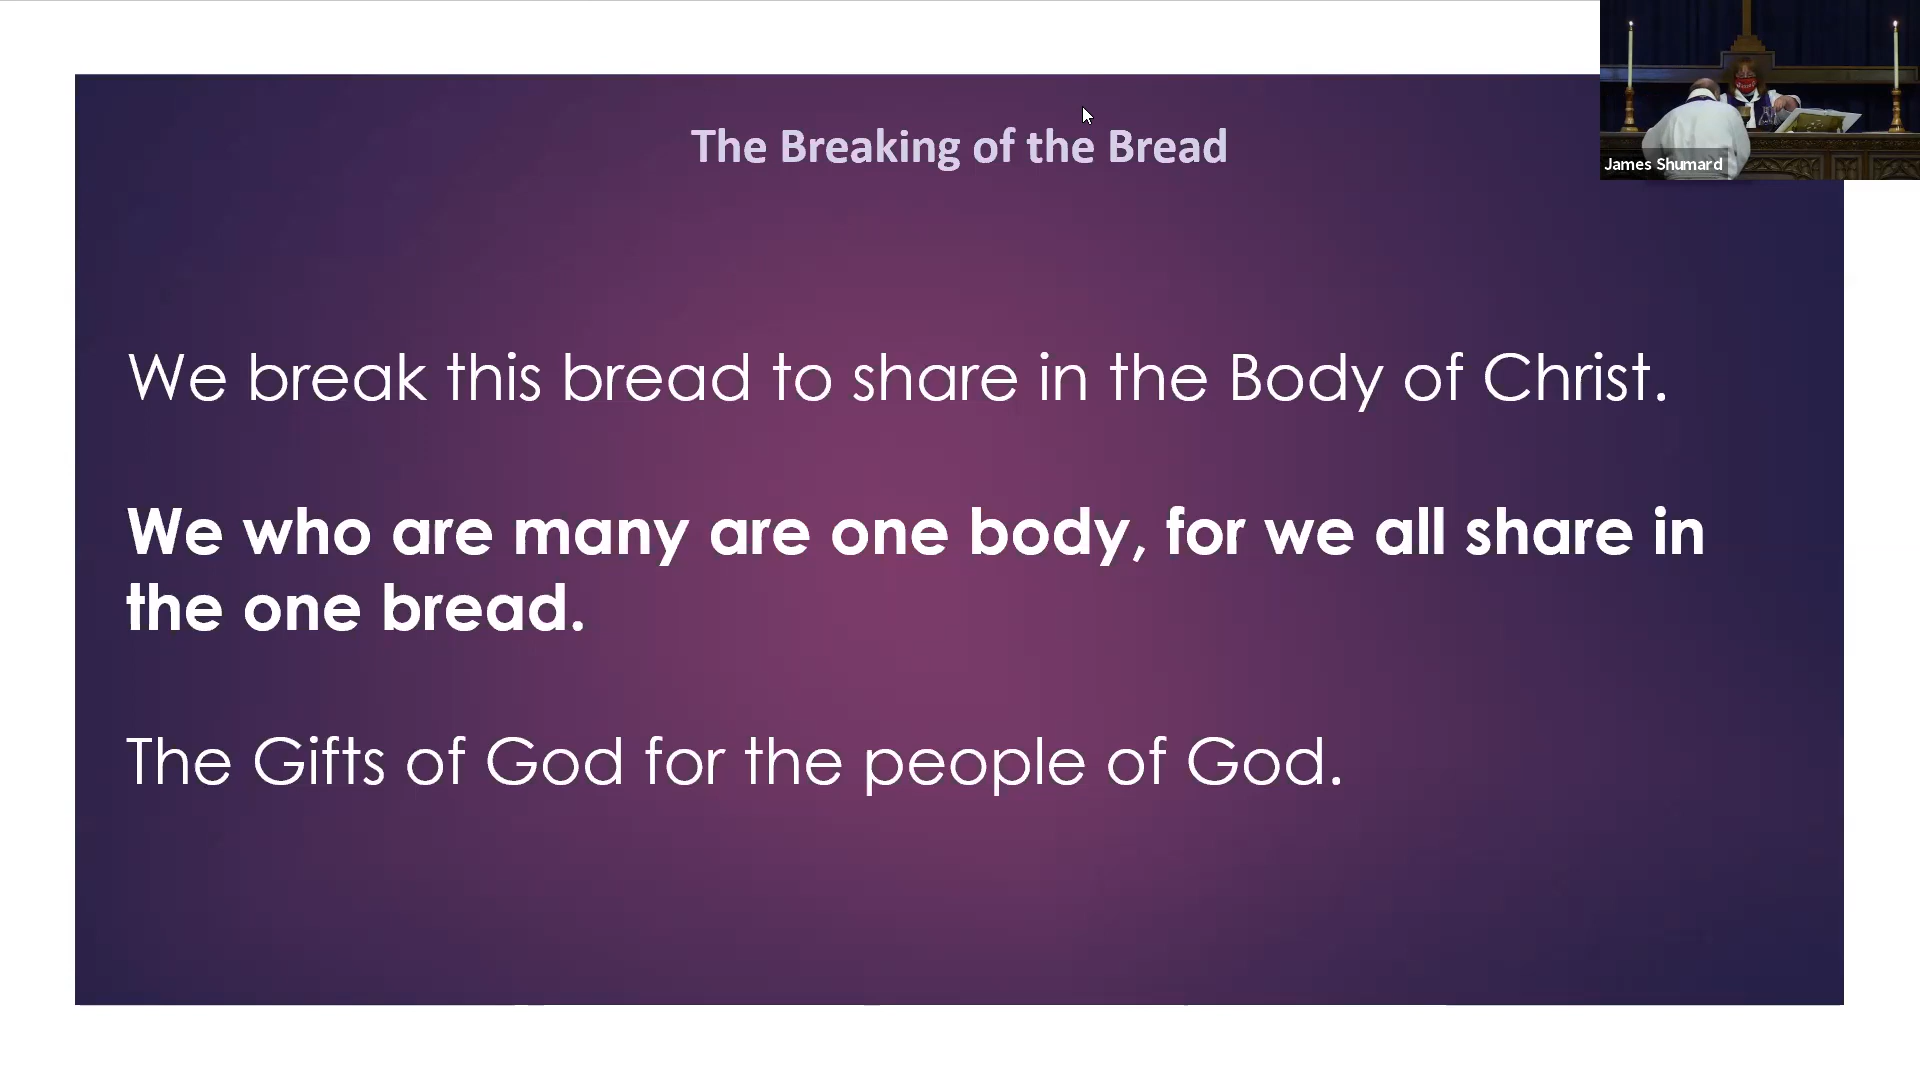 The Breaking of the Bread
James Shumard
We break this bread to share in the Body of Christ.
We who are many are one body, for we all share in
the one bread.
The Gifts of God for the people of God.